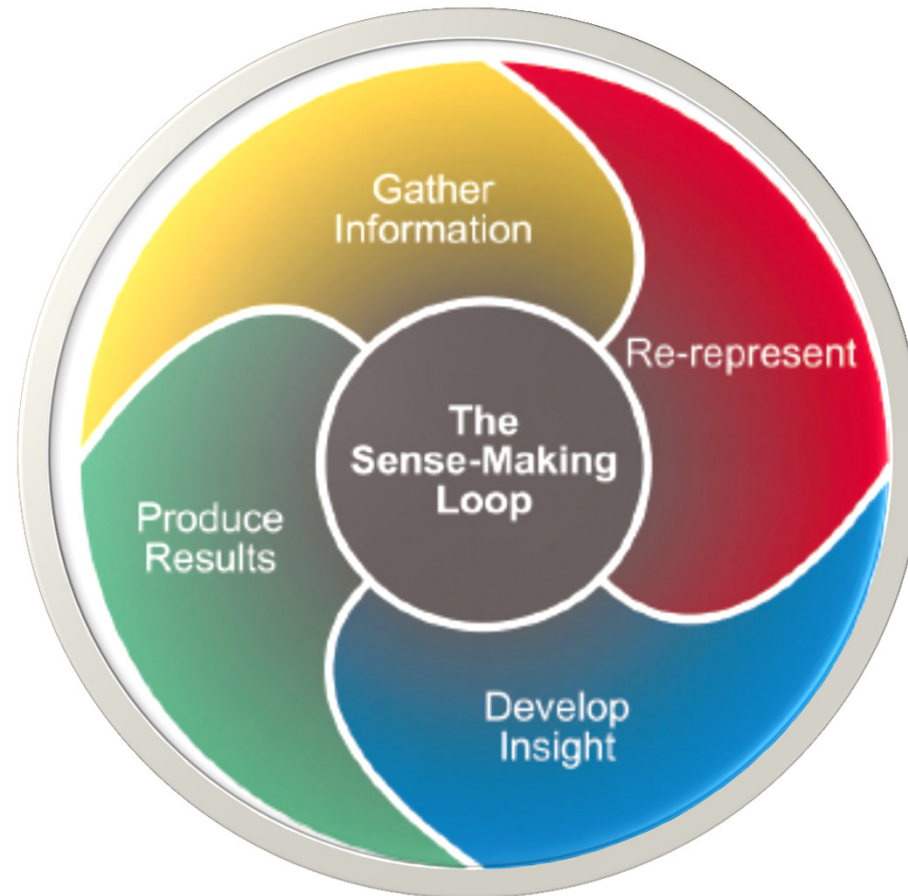 Gather
Information
Re-represent
The
Sense-Making
Loop
Produce
Results
Develop
Insight